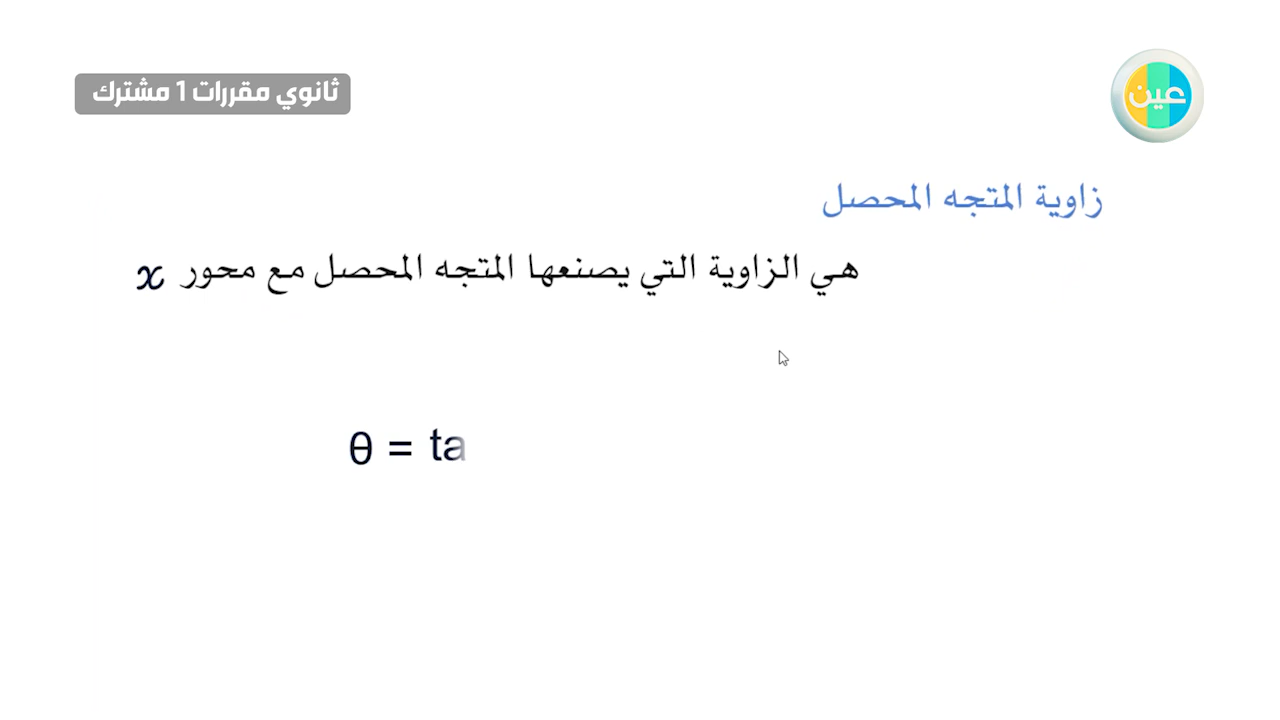 ثانوي مقررات 1 مشترك
عين
زاوية المتجه المحصل
هي الزاوية التي يصنعها المتجه المحصل مع محور x
θ = ta